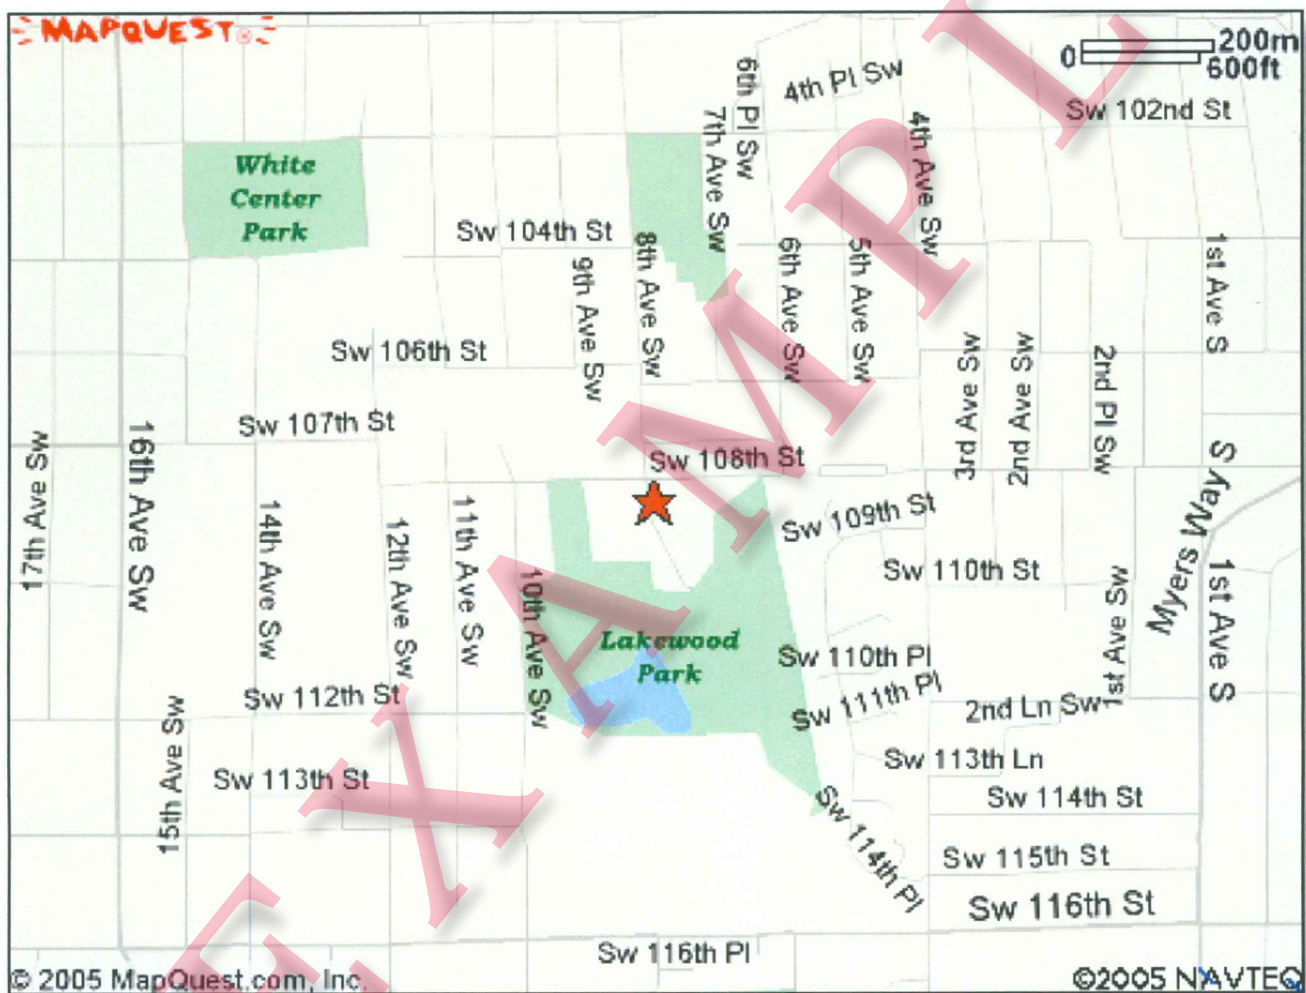 MAPQUEST
0 200m
600ft
6th Pl Sw
4th Pl Sw
Sw 102nd St
7th Ave Sw
4th Ave Sw
White
Center
Park
Sw 104th St
8th Ave Sw
9th Ave Sw
6th Ave Sw
5th Ave Sw
1st Ave S
Sw 106th St
3rd Ave Sw
2nd Ave Sw
2nd Pl Sw
Sw 107th St
17th Ave Sw
16th Ave Sw
Sw 108th St
Myers Way S
14th Ave Sw
12th Ave Sw
11th Ave Sw
10th Ave Sw
Sw 109th St
Sw 110th St
1st Ave Sw
1st Ave S
Lakewood
Park
Sw 110th Pl
Sw 111th Pl
Sw 112th St
2nd Ln Sw
15th Ave Sw
Sw 113th St
Sw 113th Ln
Sw 114th St
Sw 114th Pl
Sw 115th St
Sw 116th St
Sw 116th Pl
© 2005 MapQuest.com, Inc.
©2005 NAVTEQ
EXAMPL